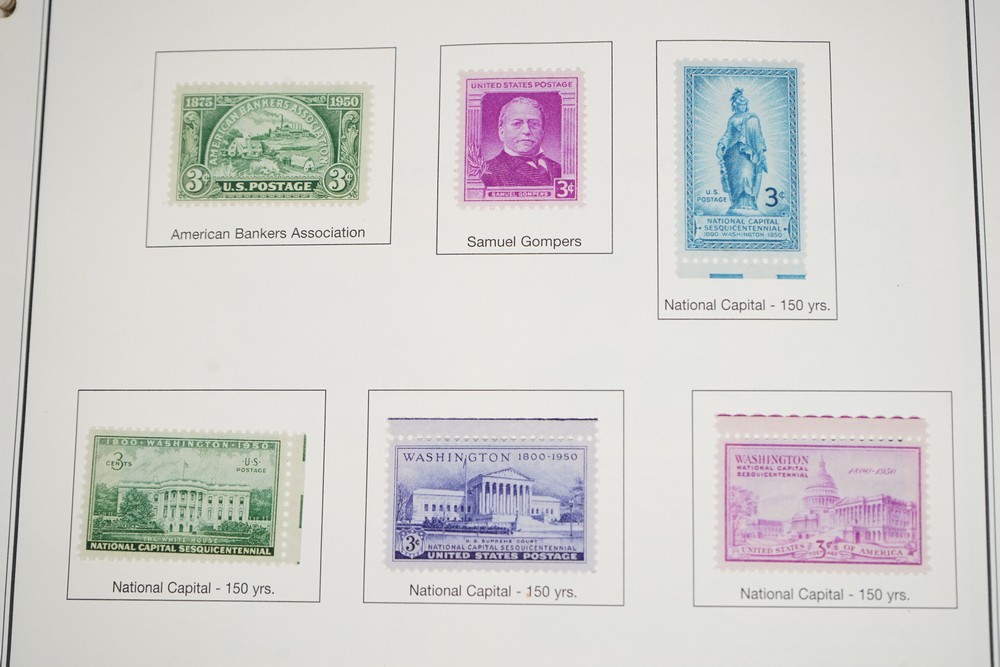 1875 1950
AMERICAN BANKERS ASSOCIATION
3¢ U.S. POSTAGE 3¢
American Bankers Association
UNITED STATES POSTAGE
SAMUEL GOMPERS 3¢
Samuel Gompers
U.S.
POSTAGE 3¢
NATIONAL CAPITAL
SESQUICENTENNIAL
1800·WASHINGTON·1950
National Capital - 150 yrs.
1800·WASHINGTON·1950
3 CENTS
U·S·
POSTAGE
THE WHITE HOUSE
NATIONAL CAPITAL SESQUICENTENNIAL
National Capital - 150 yrs.
WASHINGTON 1800-1950
3¢
U.S. SUPREME COURT
NATIONAL CAPITAL SESQUICENTENNIAL
UNITED STATES POSTAGE
National Capital - 150 yrs.
WASHINGTON
NATIONAL CAPITAL
SESQUICENTENNIAL
1800-1950
UNITED STATES 3¢ OF AMERICA
POSTAGE
National Capital - 150 yrs.